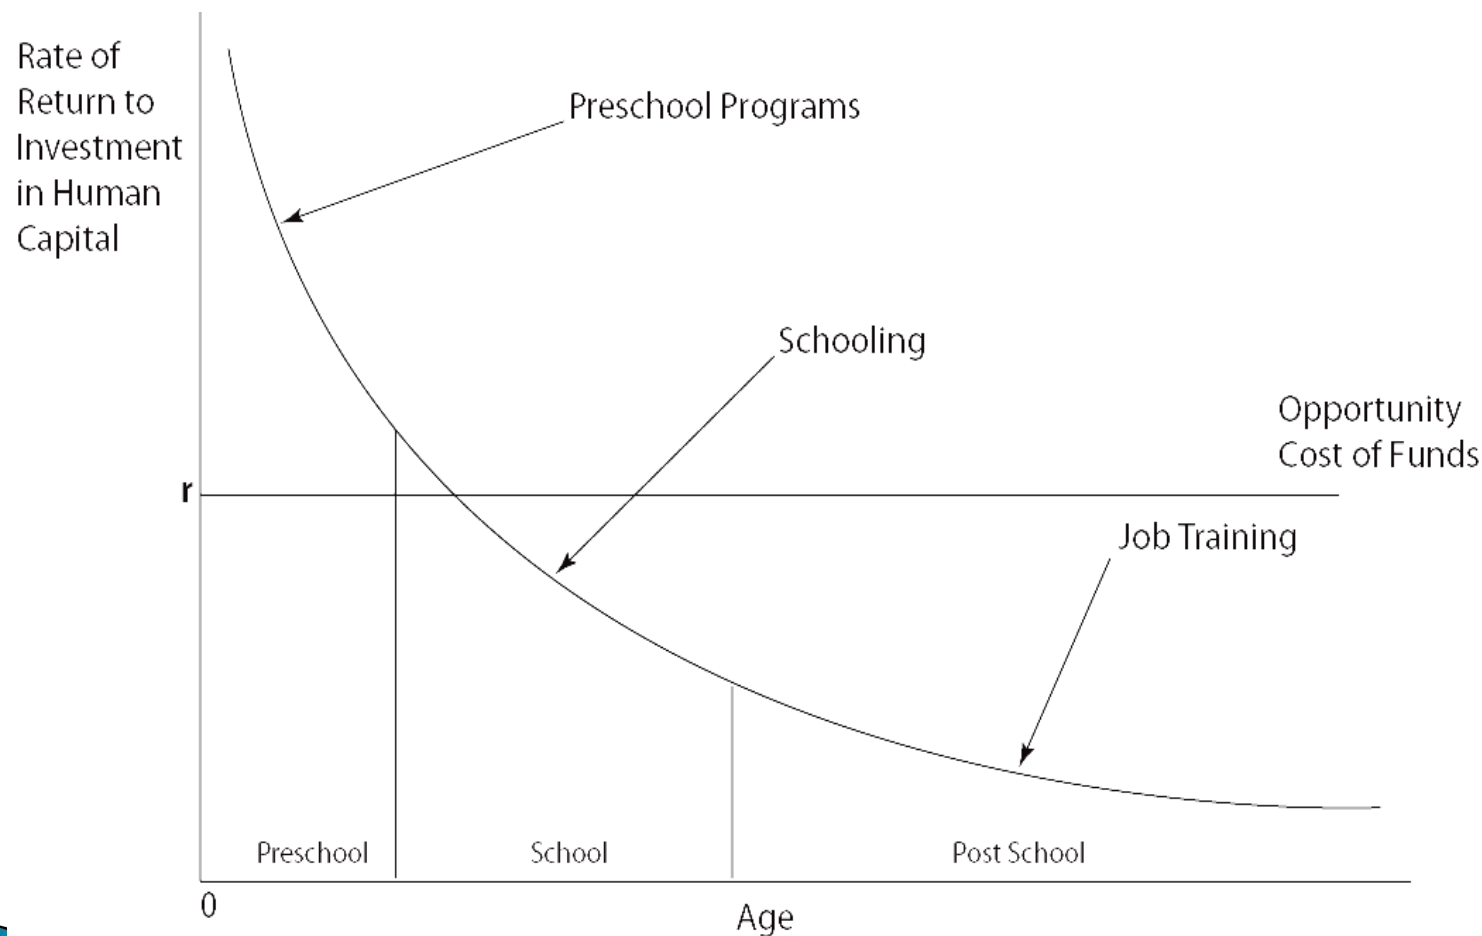 Rate of
Return to
Investment
in Human
Capital
Preschool Programs
Schooling
Opportunity
Cost of Funds
r
Job Training
Preschool
School
Post School
0
Age